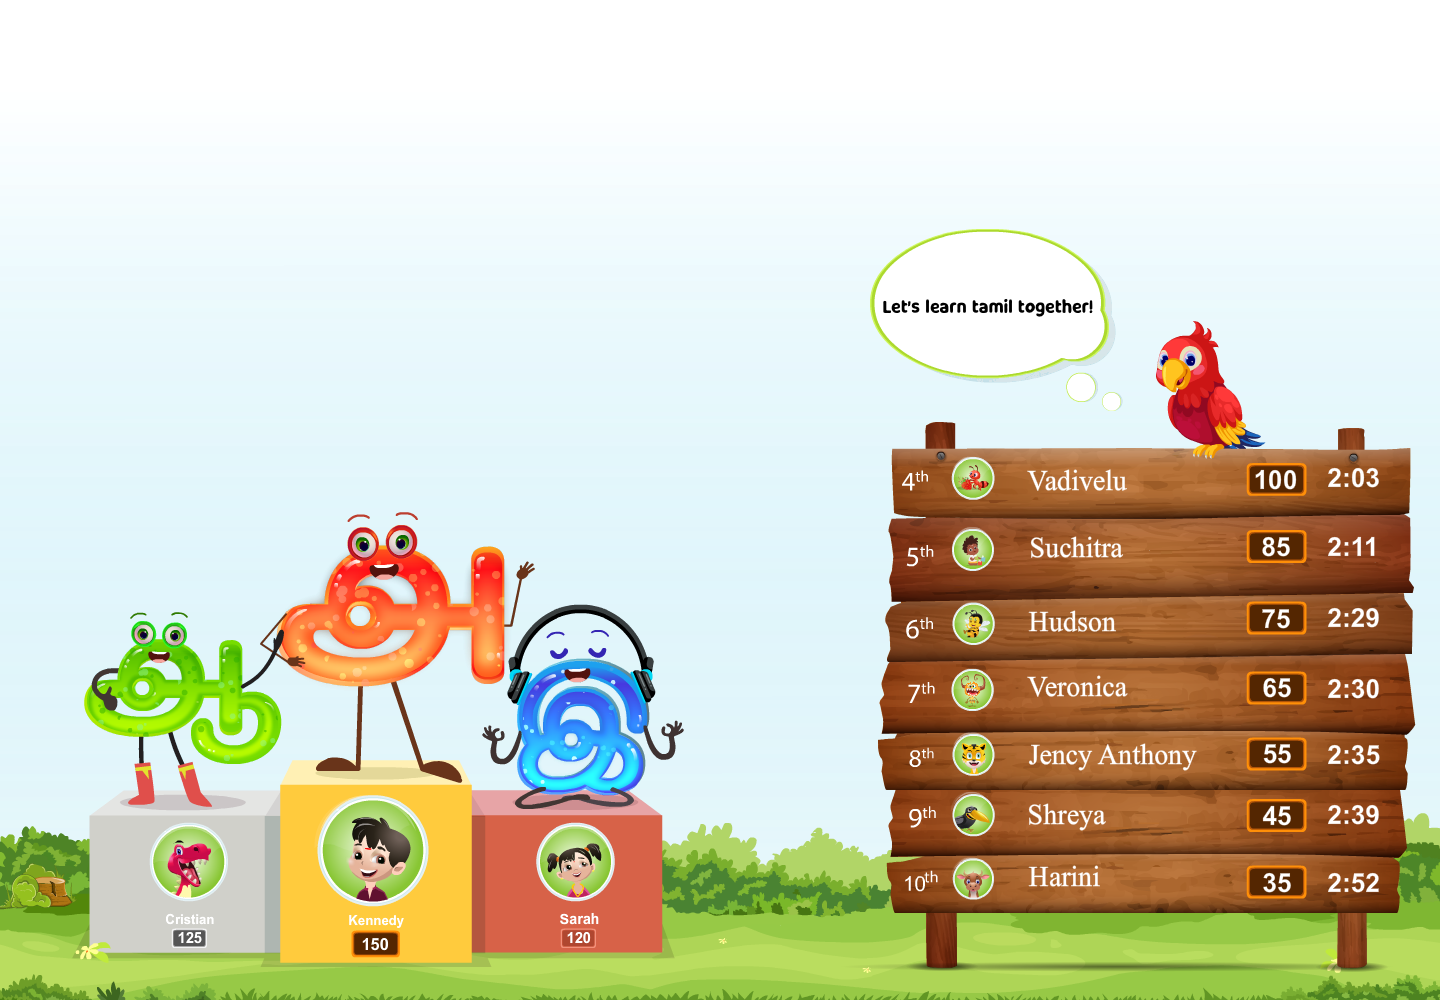 Let's learn tamil together!
4th Vadivelu 100 2:03
5th Suchitra 85 2:11
6th Hudson 75 2:29
7th Veronica 65 2:30
8th Jency Anthony 55 2:35
9th Shreya 45 2:39
10th Harini 35 2:52
ஆ
அ
இ
Cristian
125
Kennedy
150
Sarah
120